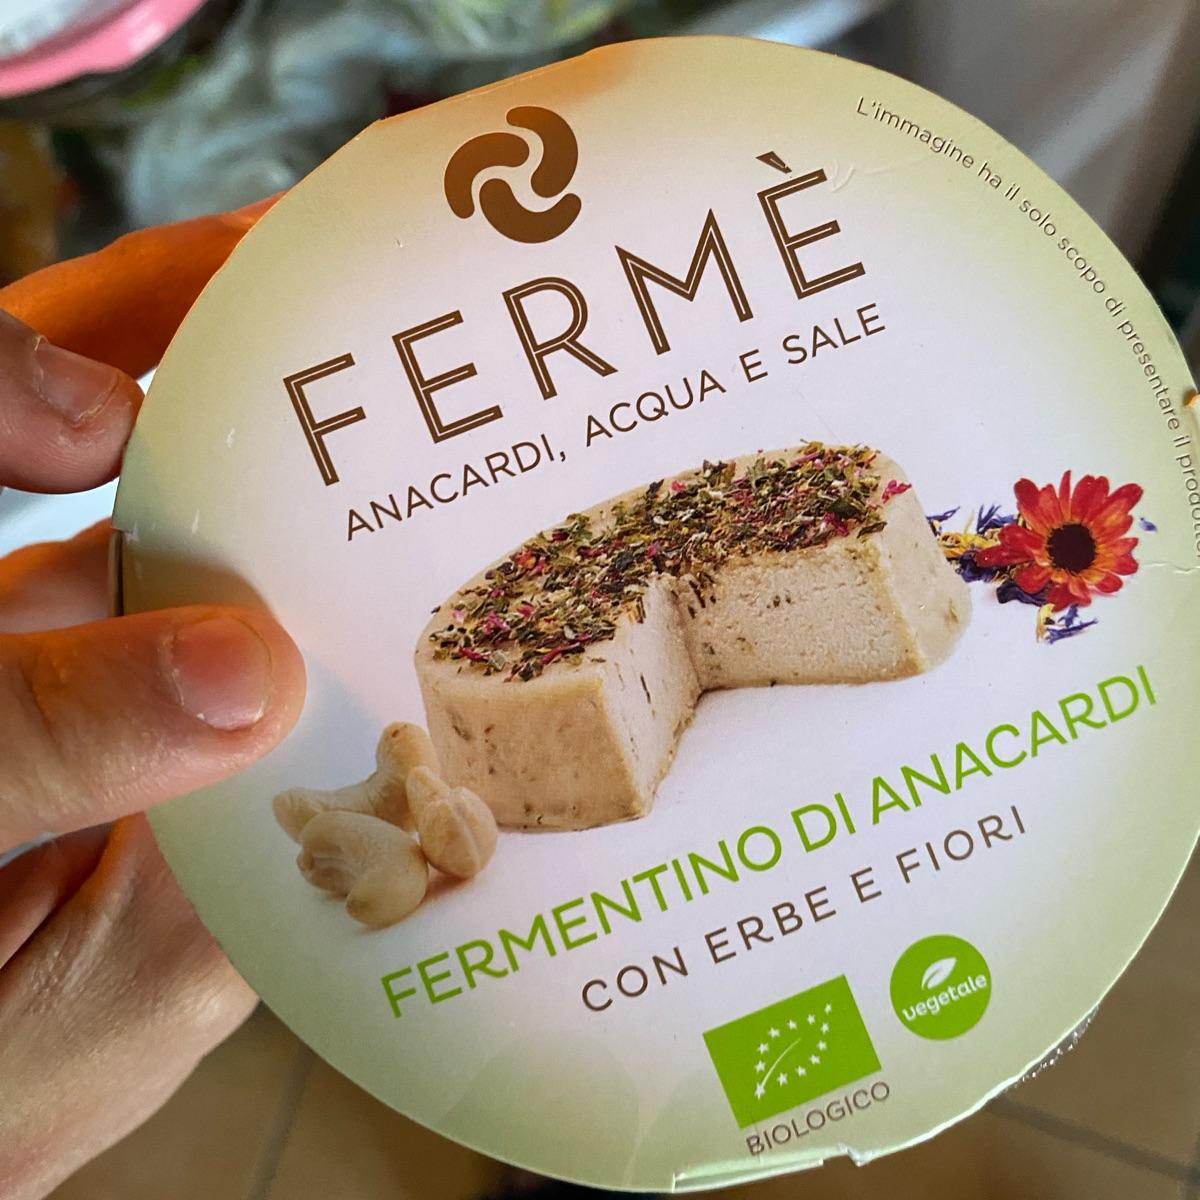 L'immagine ha il solo scopo di presentare il prodotto
FERMÈ
ANACARDI, ACQUA E SALE
FERMENTINO DI ANACARDI
CON ERBE E FIORI
vegetale
BIOLOGICO